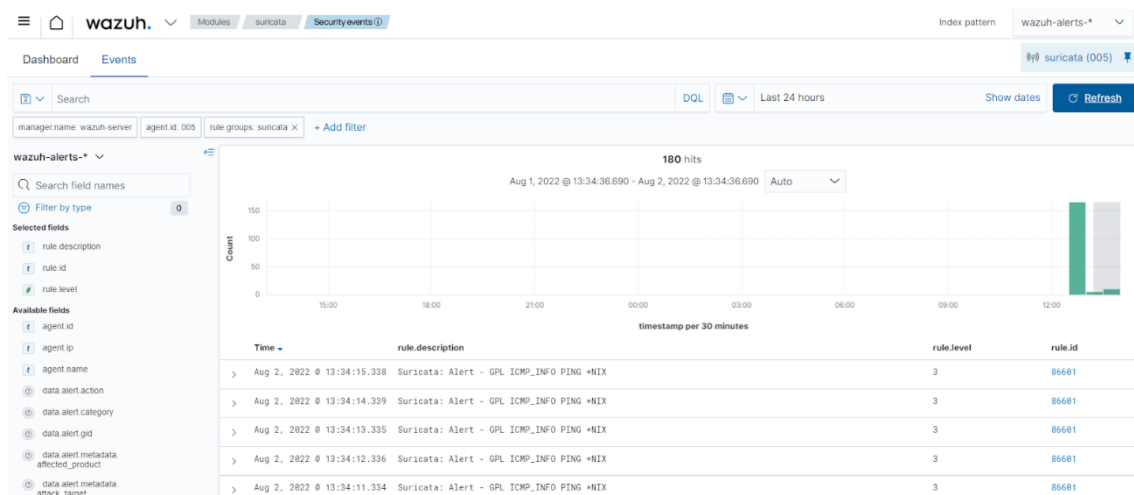 wazuh. Modules suricata Security events Index pattern wazuh-alerts-*
Dashboard Events suricata (005)
Search DQL Last 24 hours Show dates Refresh
manager.name: wazuh-server agent.id: 005 rule.groups: suricata × + Add filter
wazuh-alerts-*
180 hits
Aug 1, 2022 @ 13:34:36.690 - Aug 2, 2022 @ 13:34:36.690 Auto
Search field names
Filter by type 0
Selected fields
t rule.description
t rule.id
# rule.level
Available fields
t agent.id
t agent.ip
t agent.name
data.alert.action
data.alert.category
data.alert.gid
data.alert.metadata.
affected_product
data.alert.metadata.
attack_target
Count
150
100
50
0
15:00 18:00 21:00 00:00 03:00 06:00 09:00 12:00
timestamp per 30 minutes
Time rule.description rule.level rule.id
Aug 2, 2022 @ 13:34:15.338 Suricata: Alert - GPL ICMP_INFO PING *NIX 3 86601
Aug 2, 2022 @ 13:34:14.339 Suricata: Alert - GPL ICMP_INFO PING *NIX 3 86601
Aug 2, 2022 @ 13:34:13.335 Suricata: Alert - GPL ICMP_INFO PING *NIX 3 86601
Aug 2, 2022 @ 13:34:12.336 Suricata: Alert - GPL ICMP_INFO PING *NIX 3 86601
Aug 2, 2022 @ 13:34:11.334 Suricata: Alert - GPL ICMP_INFO PING *NIX 3 86601